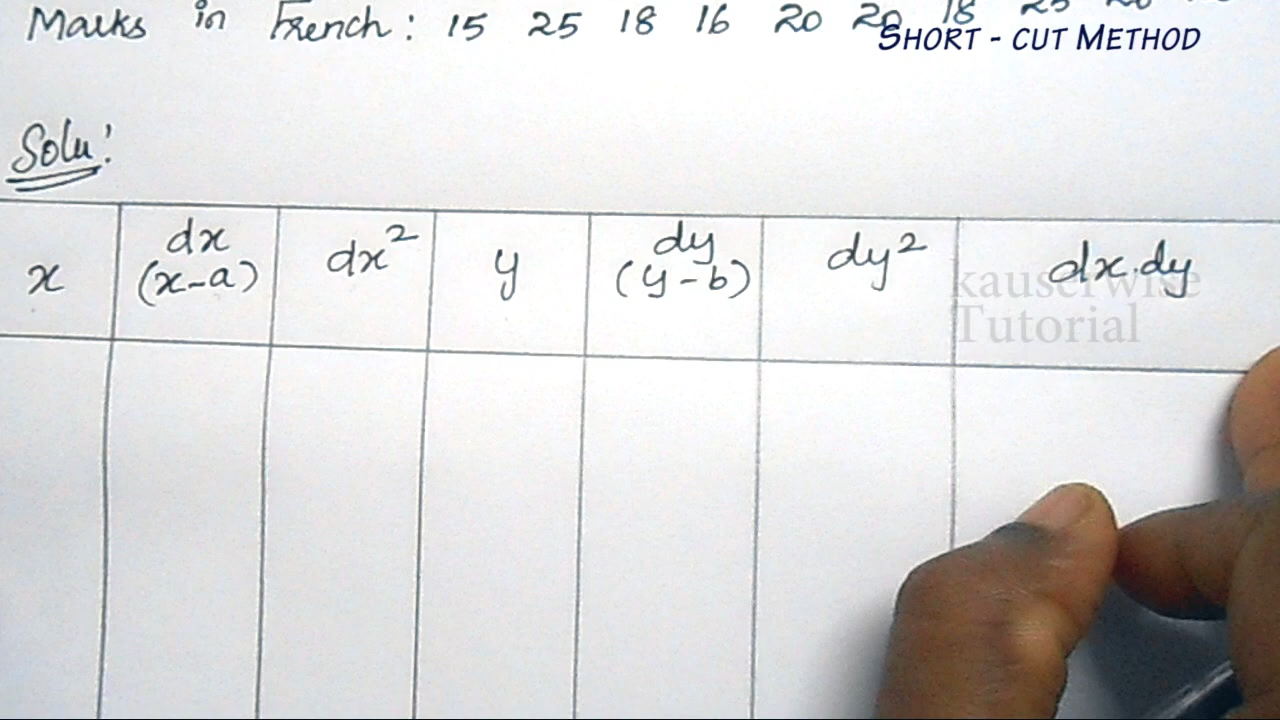 Marks in French : 15 25 18 16 20 20 18 25
SHORT - CUT METHOD
Solu:
x dx (x-a) dx² y dy (y-b) dy² dx.dy
kauserwise
Tutorial